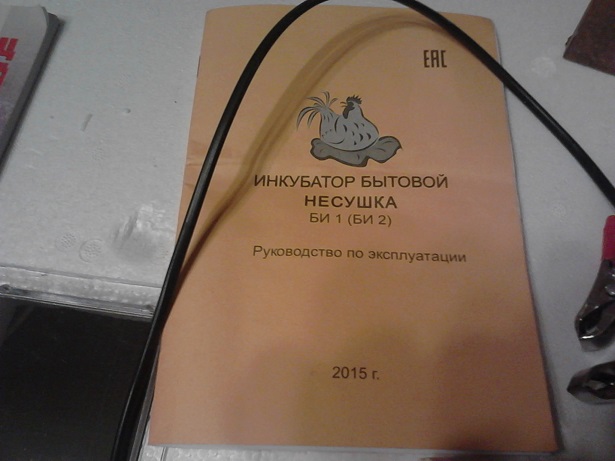 ЕАС
ИНКУБАТОР БЫТОВОЙ
НЕСУШКА
БИ 1 (БИ 2)
Руководство по эксплуатации
2015 г.